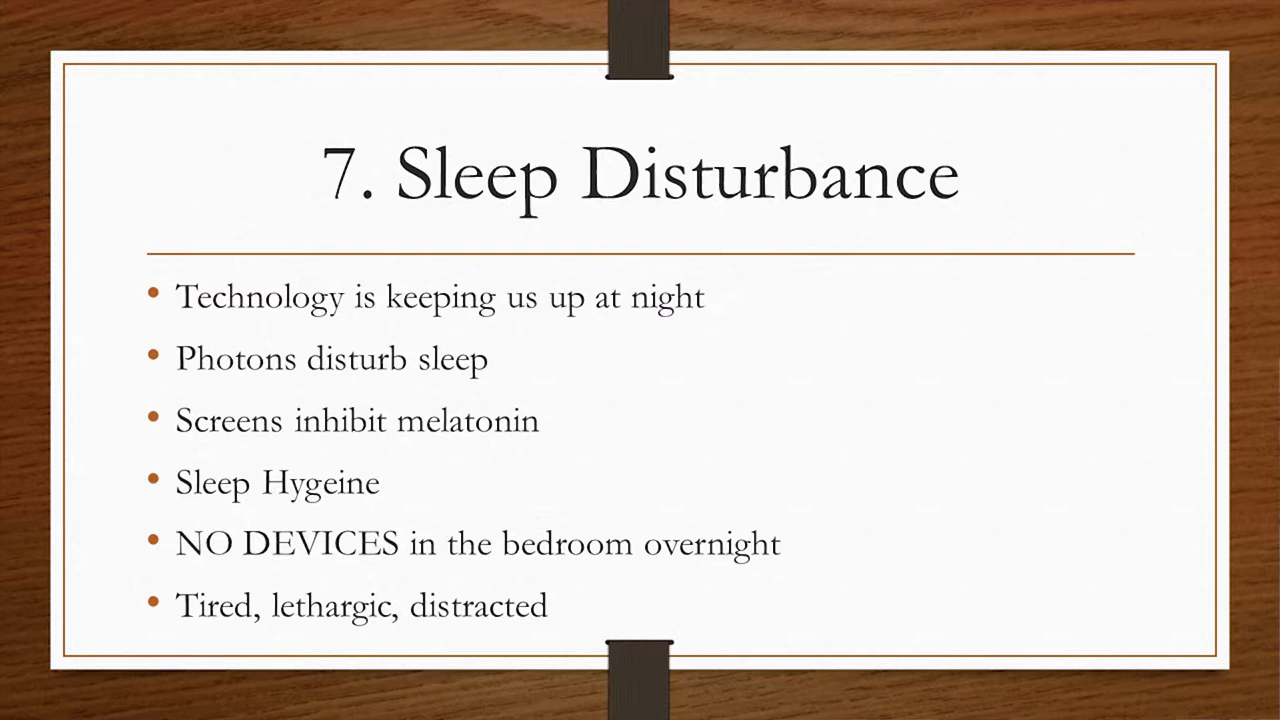 7. Sleep Disturbance
• Technology is keeping us up at night
• Photons disturb sleep
• Screens inhibit melatonin
• Sleep Hygeine
• NO DEVICES in the bedroom overnight
• Tired, lethargic, distracted